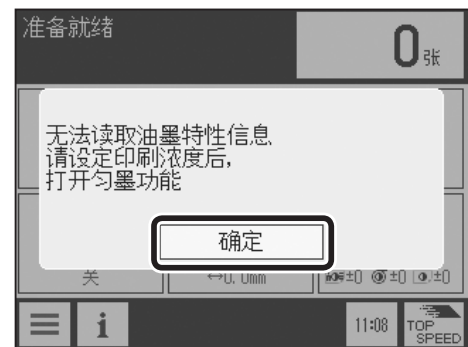 准备就绪
0张
无法读取油墨特性信息
请设定印刷浓度后，
打开匀墨功能
确定
关
↔0.0mm
±0 ±0 ±0
i
11:08
TOP
SPEED